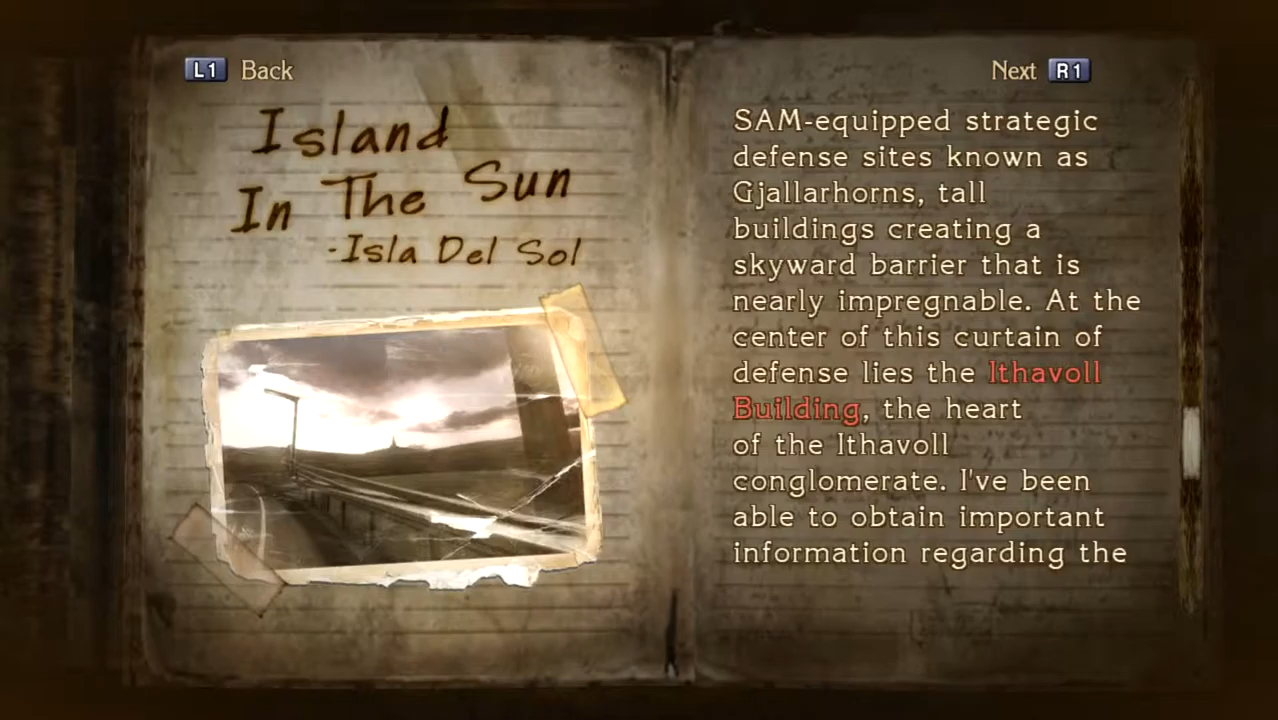 L1 Back
Next R1
Island
In The Sun
-Isla Del Sol
SAM-equipped strategic
defense sites known as
Gjallarhorns, tall
buildings creating a
skyward barrier that is
nearly impregnable. At the
center of this curtain of
defense lies the Ithavoll
Building, the heart
of the Ithavoll
conglomerate. I've been
able to obtain important
information regarding the